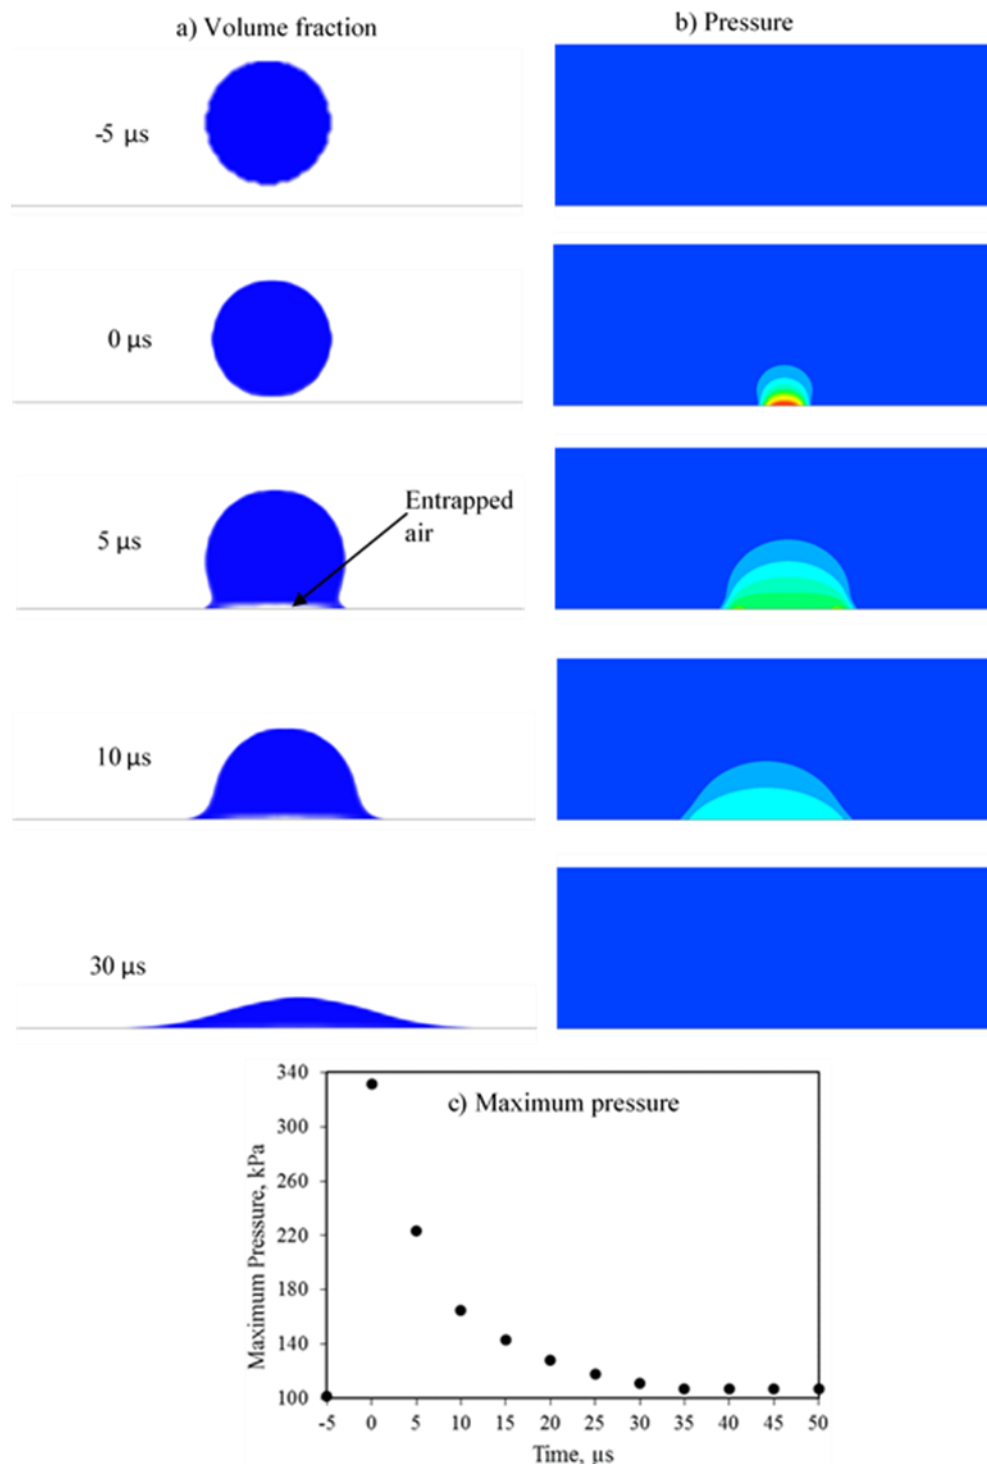 a) Volume fraction
b) Pressure
-5 µs
0 µs
5 µs
Entrapped
air
10 µs
30 µs
c) Maximum pressure
Maximum Pressure, kPa
340
300
260
220
180
140
100
-5 0 5 10 15 20 25 30 35 40 45 50
Time, µs